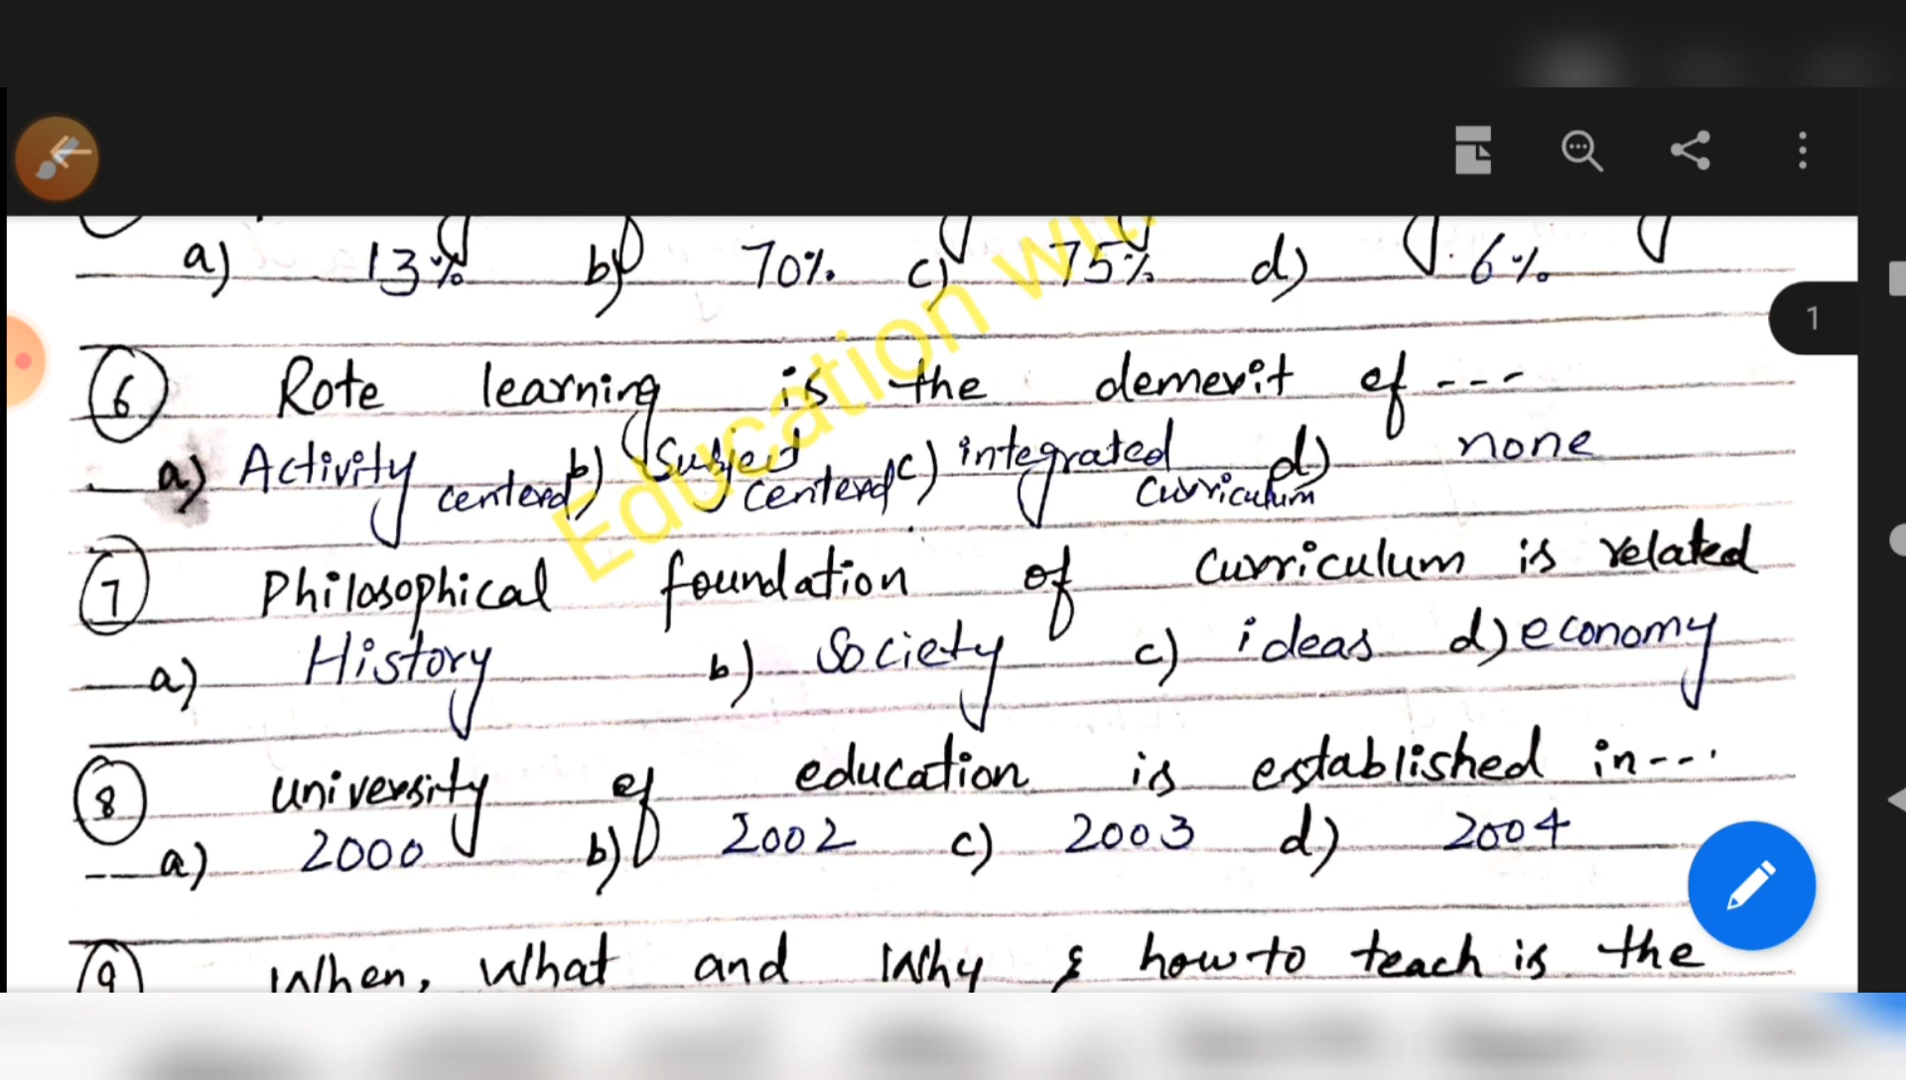 a) 13% b) 70% c) 75% d) 6%
1
6 Rote learning is the demerit of ---
a) Activity centered b) Subject centered c) integrated curriculum d) none
7 Philosophical foundation of curriculum is related
a) History b) Society c) ideas d) economy
8 university of education is established in---.
a) 2000 b) 2002 c) 2003 d) 2004
9 When, what and Why & how to teach is the
Education with